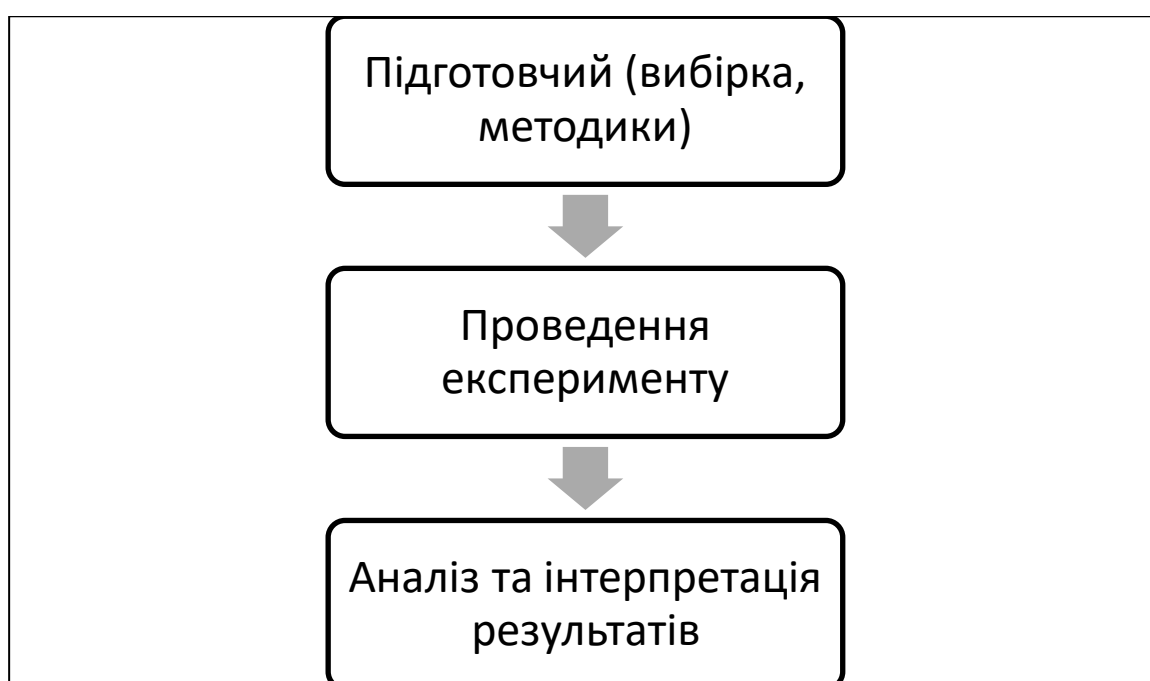 Підготовчий (вибірка,
методики)
Проведення
експерименту
Аналіз та інтерпретація
результатів